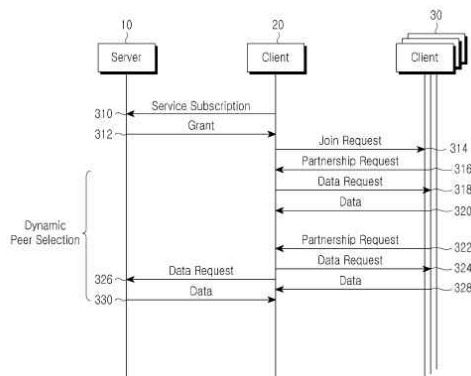 10
20
30
Server
Client
Client
Service Subscription
310
Grant
312
Join Request
314
Partnership Request
316
Data Request
318
Data
320
Dynamic
Peer Selection
Partnership Request
322
Data Request
324
Data Request
326
Data
328
Data
330